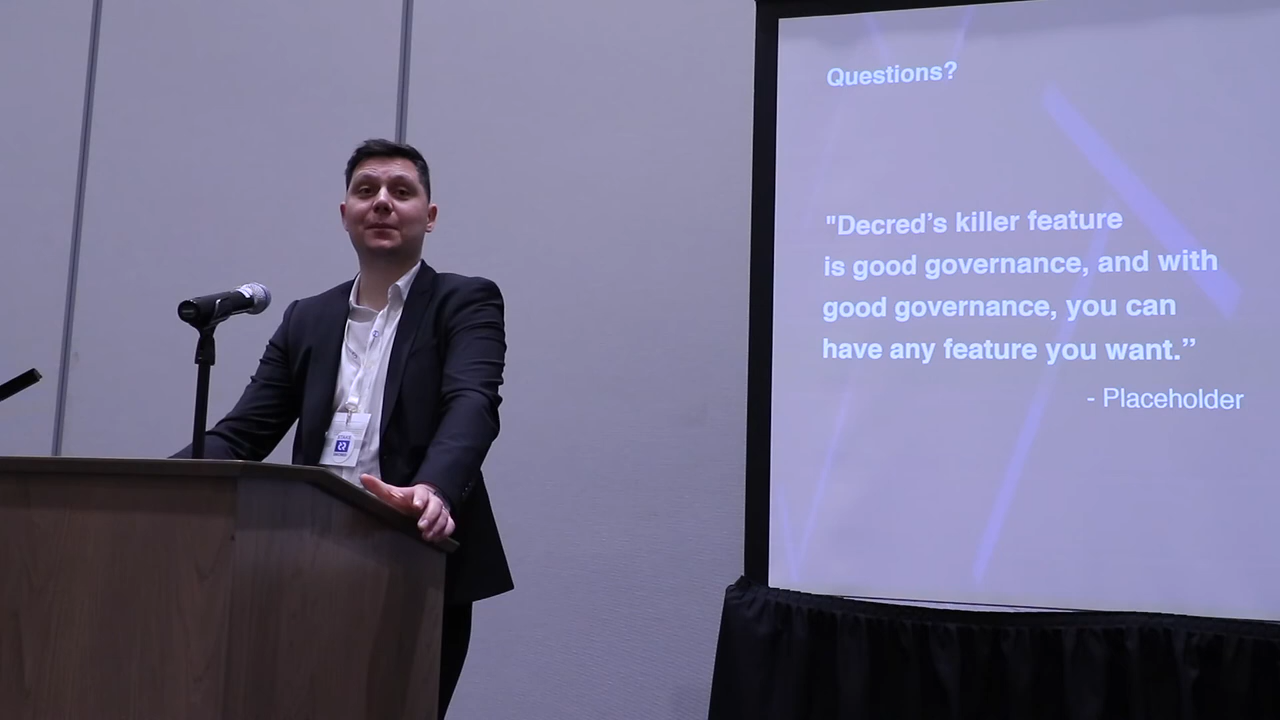 Questions?
"Decred’s killer feature
is good governance, and with
good governance, you can
have any feature you want.”
- Placeholder